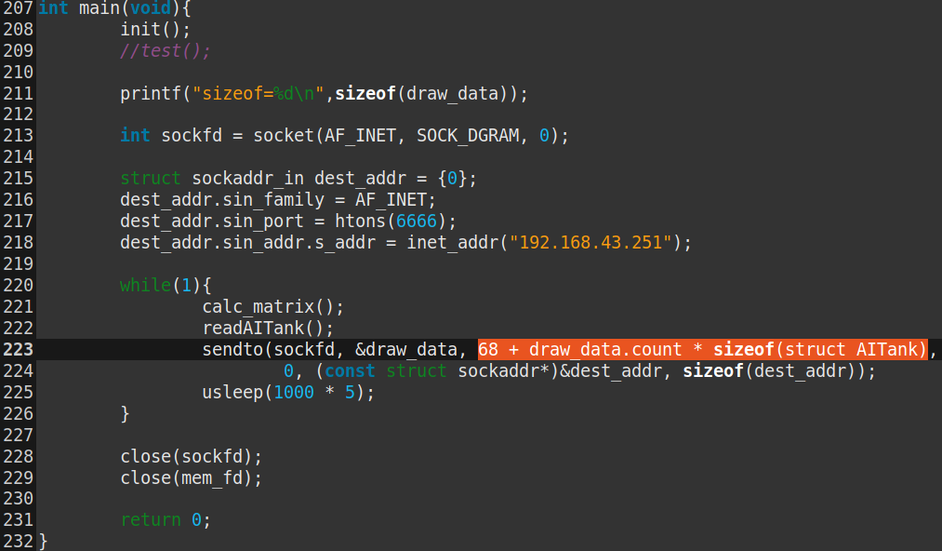 207 int main(void){
208 init();
209 //test();
210
211 printf("sizeof=%d\n",sizeof(draw_data));
212
213 int sockfd = socket(AF_INET, SOCK_DGRAM, 0);
214
215 struct sockaddr_in dest_addr = {0};
216 dest_addr.sin_family = AF_INET;
217 dest_addr.sin_port = htons(6666);
218 dest_addr.sin_addr.s_addr = inet_addr("192.168.43.251");
219
220 while(1){
221 calc_matrix();
222 readAITank();
223 sendto(sockfd, &draw_data, 68 + draw_data.count * sizeof(struct AITank),
224 0, (const struct sockaddr*)&dest_addr, sizeof(dest_addr));
225 usleep(1000 * 5);
226 }
227
228 close(sockfd);
229 close(mem_fd);
230
231 return 0;
232 }